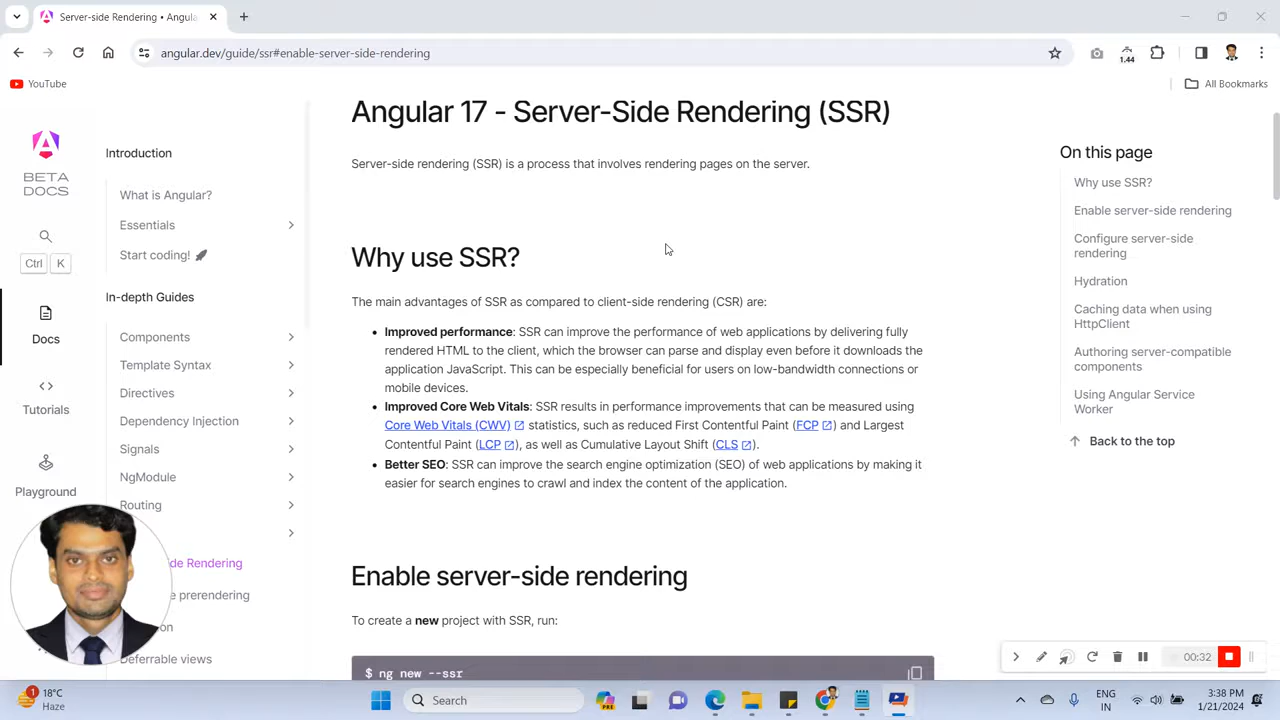 Server-side Rendering • Angula
angular.dev/guide/ssr#enable-server-side-rendering
1.44
YouTube
All Bookmarks
BETA
DOCS
Ctrl K
Docs
Tutorials
Playground
Introduction
What is Angular?
Essentials
Start coding! 🚀
In-depth Guides
Components
Template Syntax
Directives
Dependency Injection
Signals
NgModule
Routing
de Rendering
e prerendering
on
Deferrable views
Angular 17 - Server-Side Rendering (SSR)
Server-side rendering (SSR) is a process that involves rendering pages on the server.
Why use SSR?
The main advantages of SSR as compared to client-side rendering (CSR) are:
• Improved performance: SSR can improve the performance of web applications by delivering fully
rendered HTML to the client, which the browser can parse and display even before it downloads the
application JavaScript. This can be especially beneficial for users on low-bandwidth connections or
mobile devices.
• Improved Core Web Vitals: SSR results in performance improvements that can be measured using
Core Web Vitals (CWV) statistics, such as reduced First Contentful Paint (FCP) and Largest
Contentful Paint (LCP), as well as Cumulative Layout Shift (CLS).
• Better SEO: SSR can improve the search engine optimization (SEO) of web applications by making it
easier for search engines to crawl and index the content of the application.
Enable server-side rendering
To create a new project with SSR, run:
$ ng new --ssr
On this page
Why use SSR?
Enable server-side rendering
Configure server-side
rendering
Hydration
Caching data when using
HttpClient
Authoring server-compatible
components
Using Angular Service
Worker
Back to the top
00:32
1
18°C
Haze
Search
PRE
ENG
IN
3:38 PM
1/21/2024